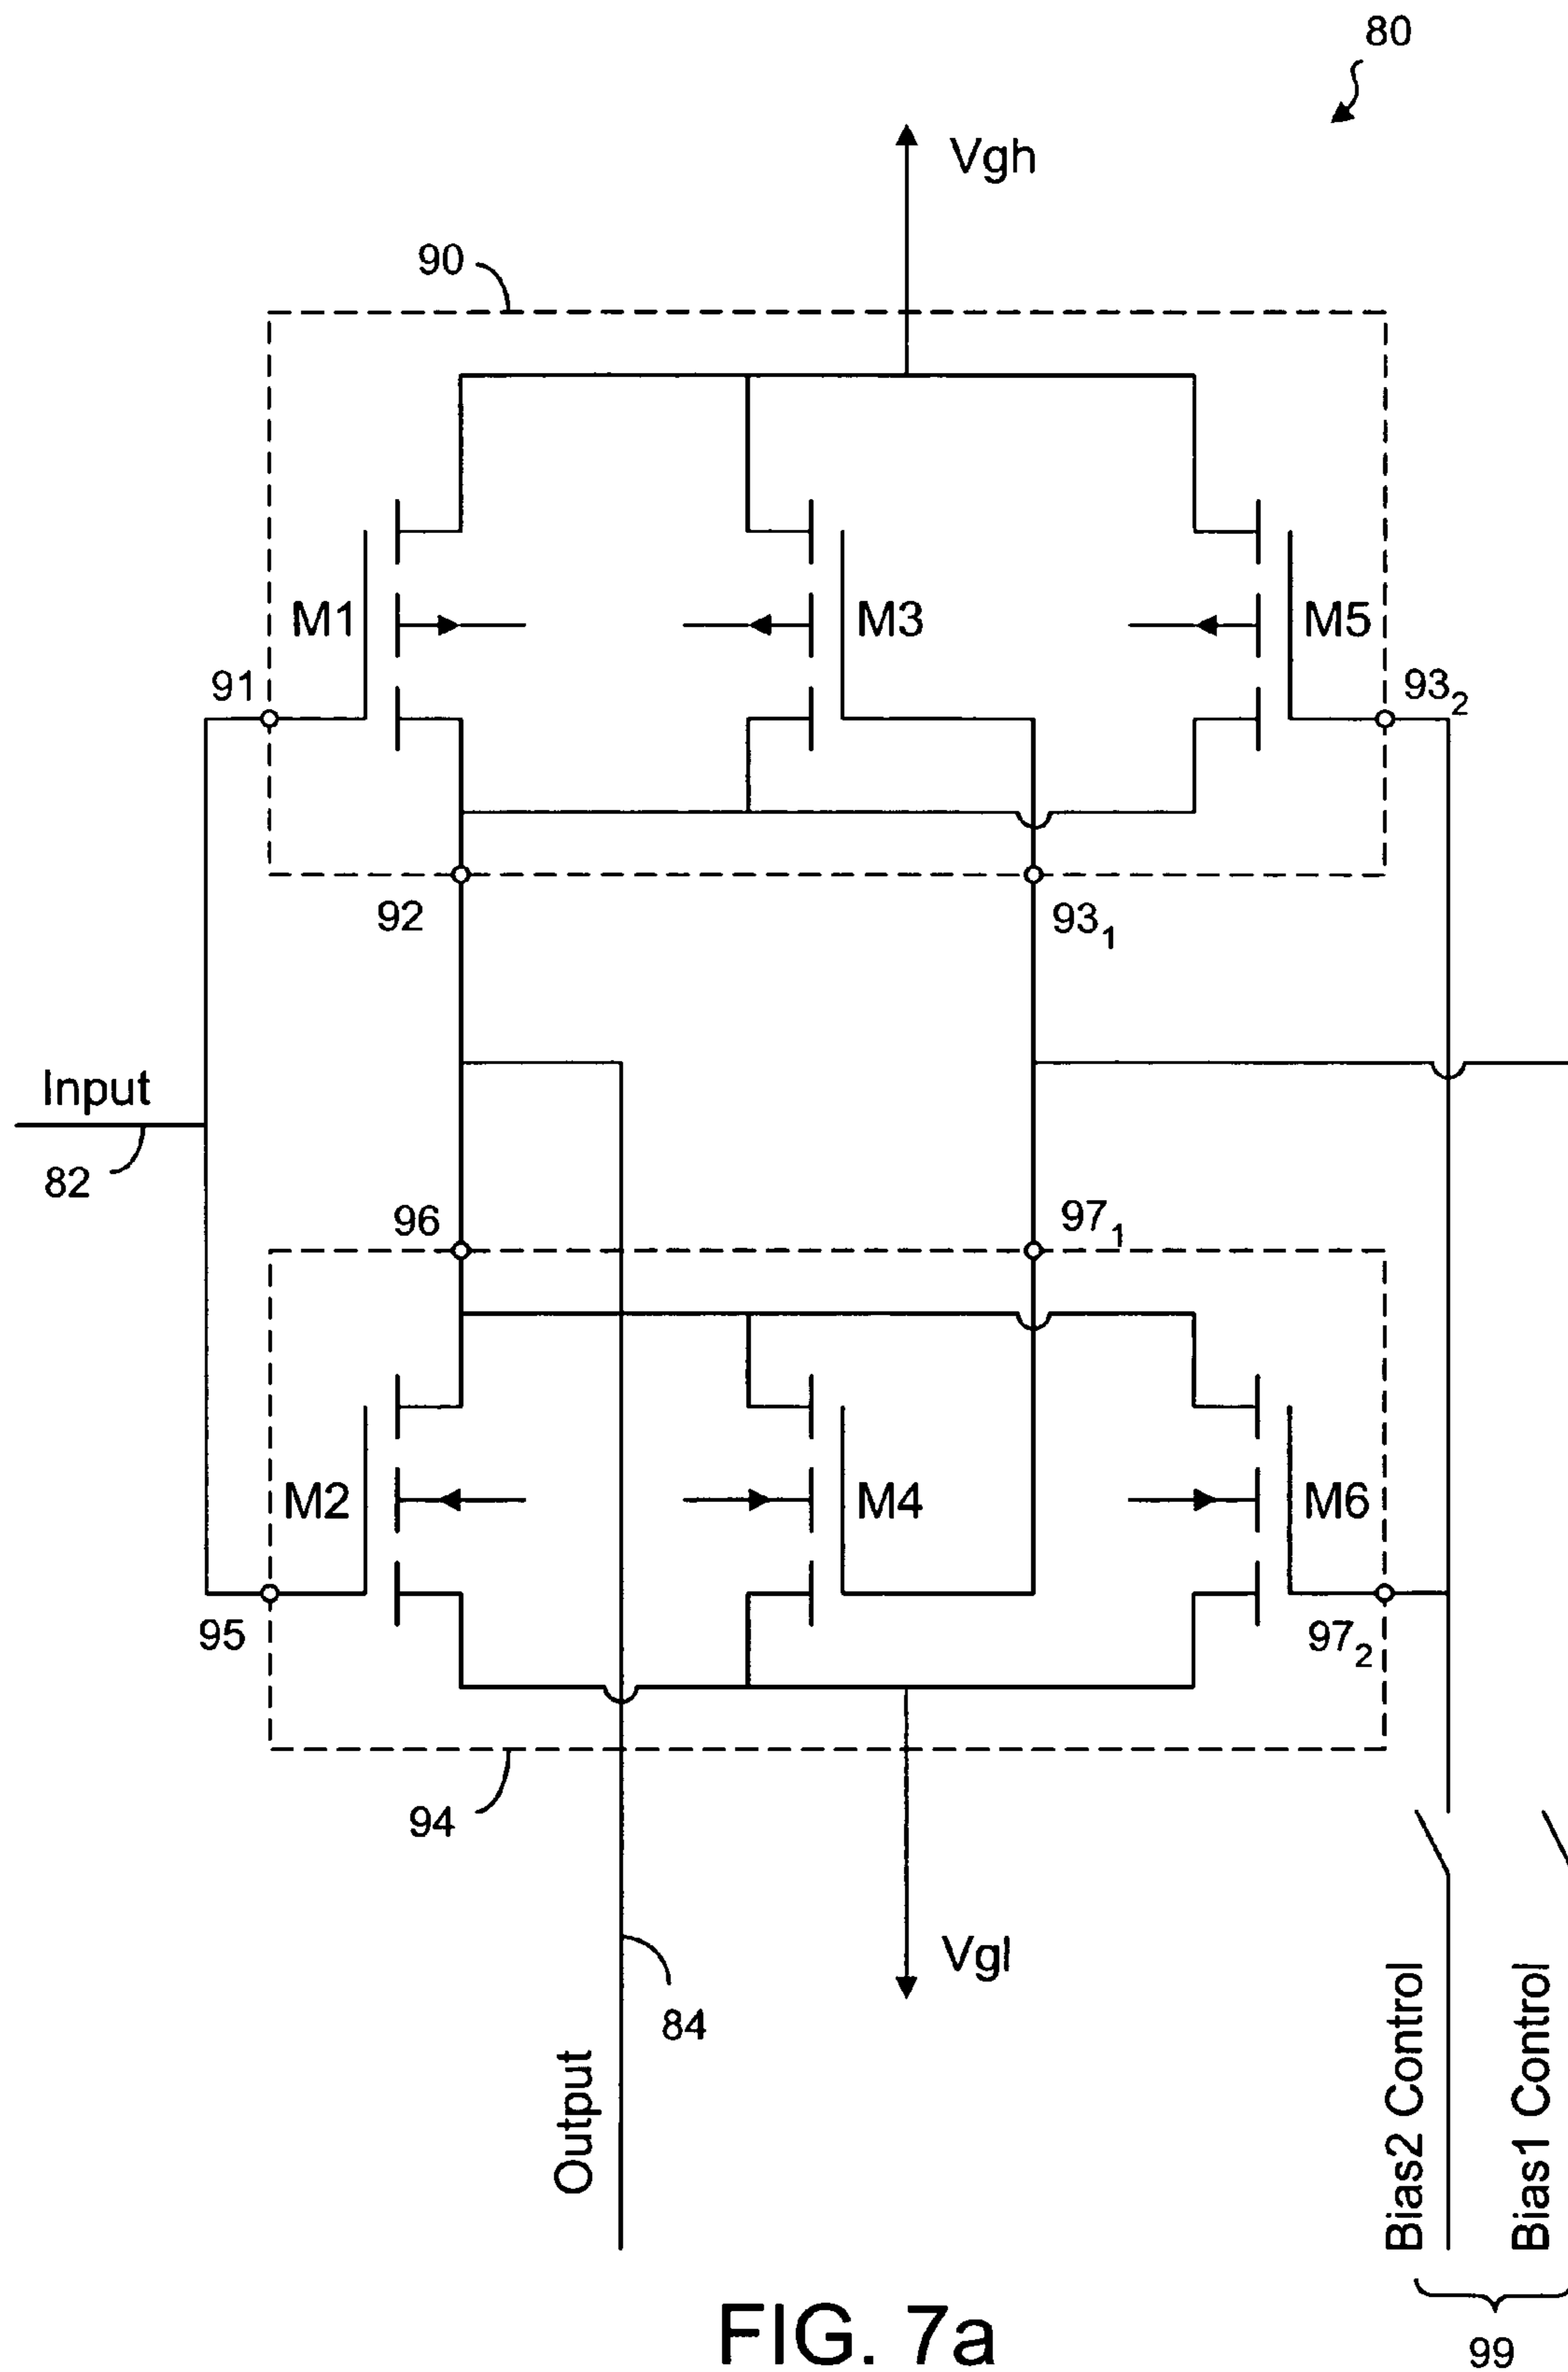 80
Vgh
90
M1
M3
M5
91
93₂
92
93₁
Input
82
96
97₁
M2
M4
M6
95
97₂
94
Vgl
84
Output
Bias2 Control
Bias1 Control
99
FIG. 7a